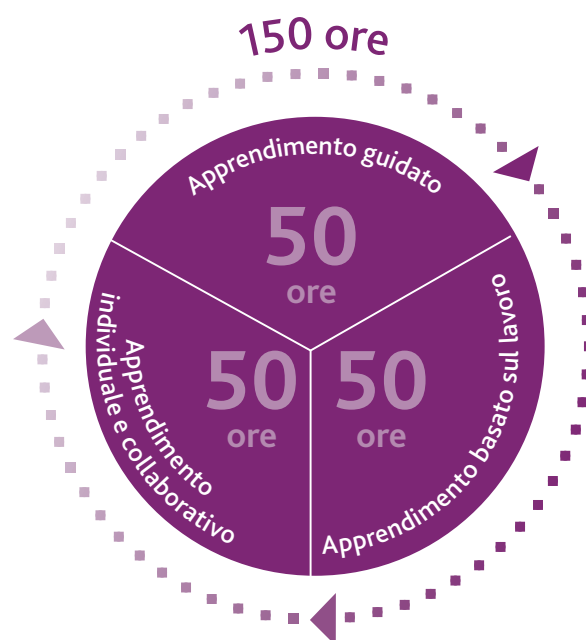 150 ore
Apprendimento guidato
50
ore
Apprendimento
individuale e collaborativo
50
ore
50
ore
Apprendimento basato sul lavoro